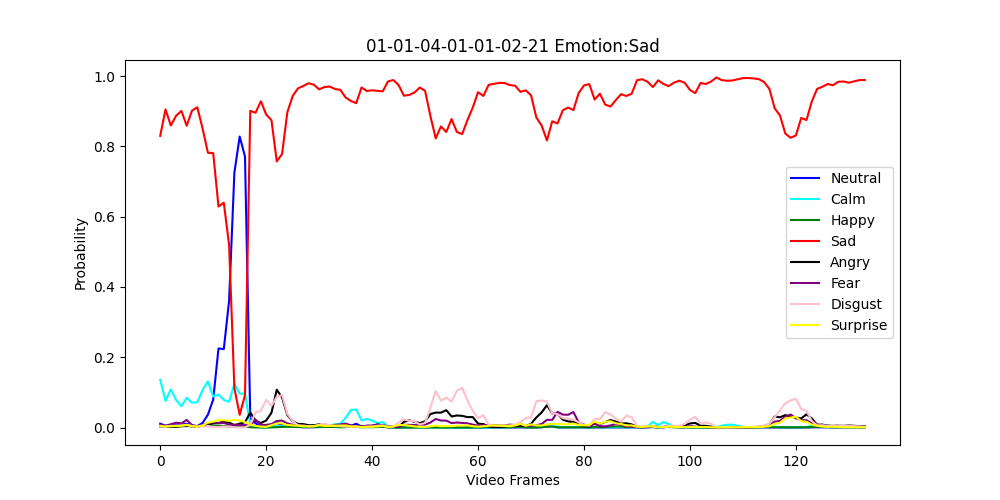 01-01-04-01-01-02-21 Emotion:Sad
Probability
1.0
0.8
0.6
0.4
0.2
0.0
0
20
40
60
80
100
120
Video Frames
Neutral
Calm
Happy
Sad
Angry
Fear
Disgust
Surprise